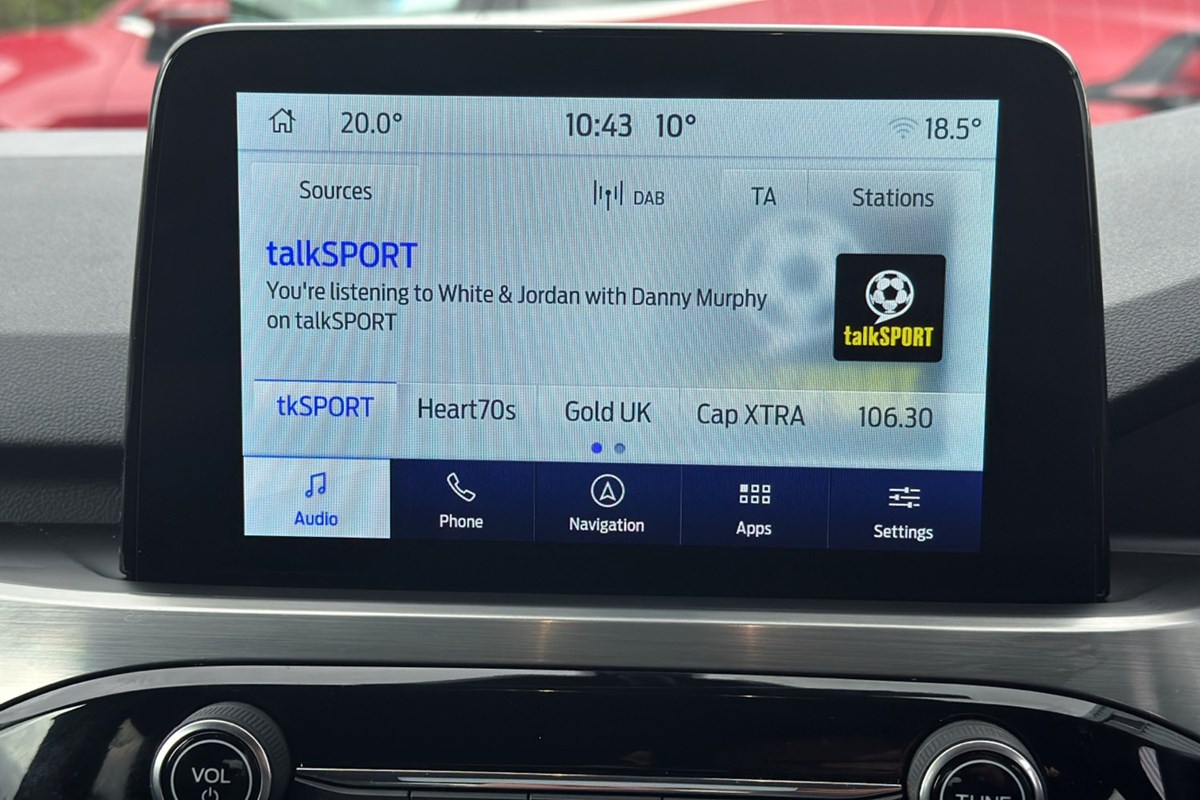 20.0° 10:43 10° 18.5°
Sources DAB TA Stations
talkSPORT
You're listening to White & Jordan with Danny Murphy
on talkSPORT
talkSPORT
tkSPORT Heart70s Gold UK Cap XTRA 106.30
Audio Phone Navigation Apps Settings
VOL TUNE